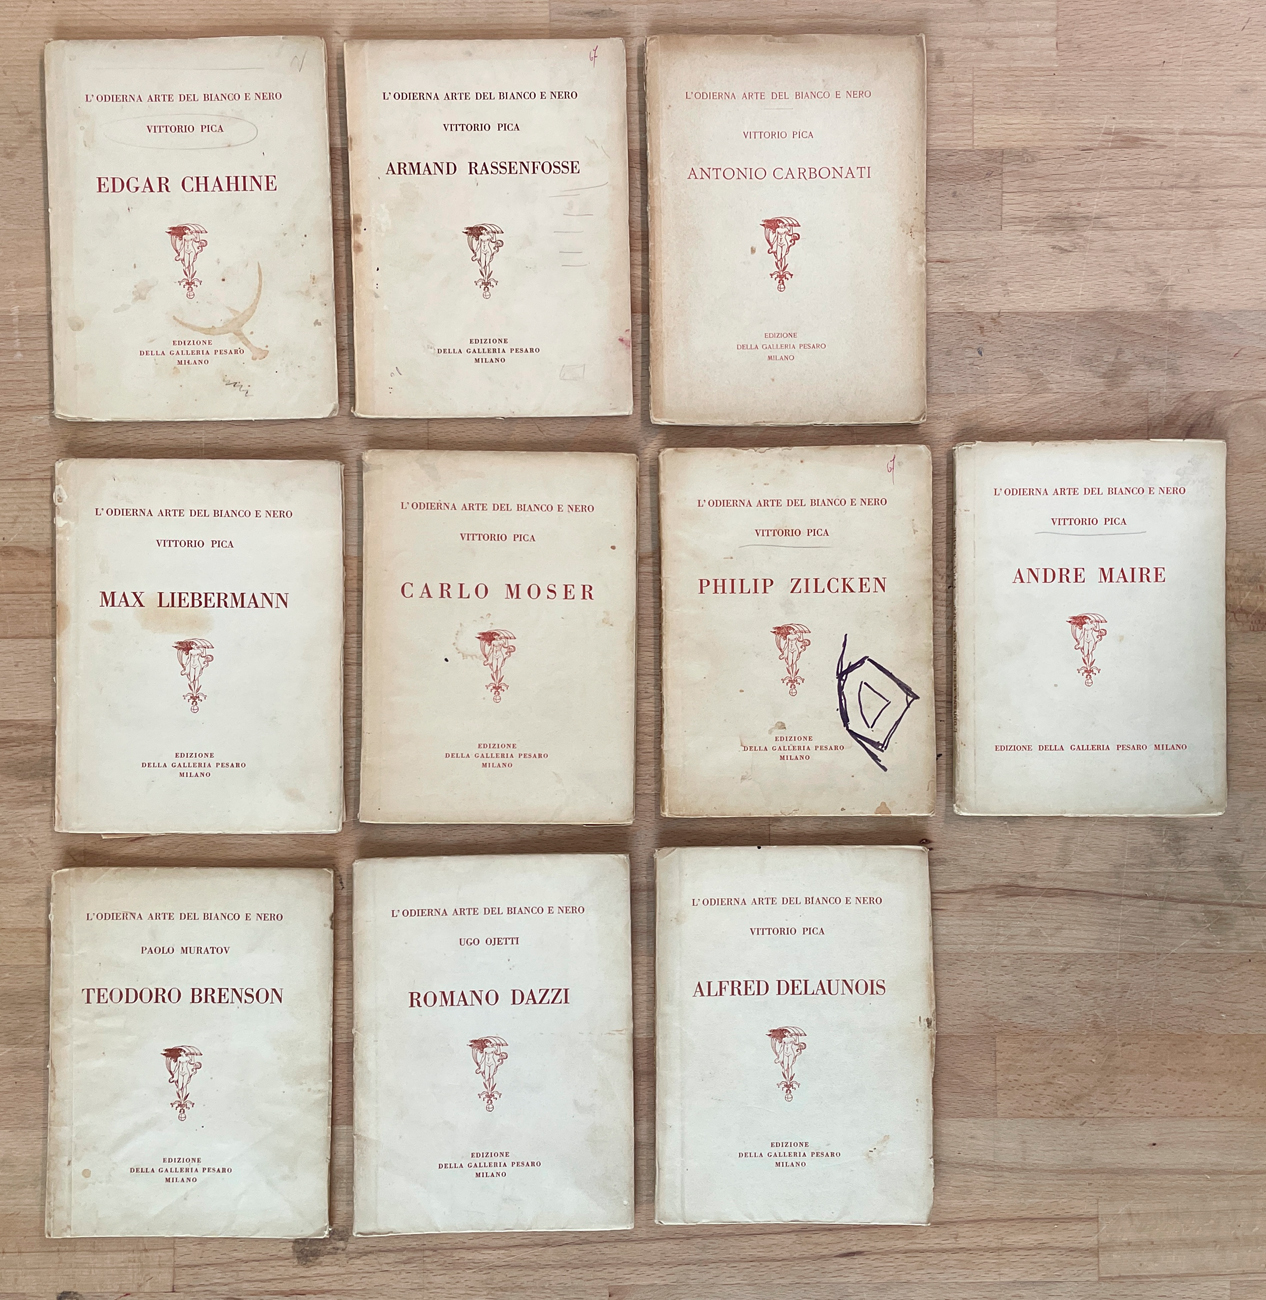 L'ODIERNA ARTE DEL BIANCO E NERO
VITTORIO PICA
EDGAR CHAHINE
EDIZIONE
DELLA GALLERIA PESARO
MILANO
L'ODIERNA ARTE DEL BIANCO E NERO
VITTORIO PICA
ARMAND RASSENFOSSE
EDIZIONE
DELLA GALLERIA PESARO
MILANO
L'ODIERNA ARTE DEL BIANCO E NERO
VITTORIO PICA
ANTONIO CARBONATI
EDIZIONE
DELLA GALLERIA PESARO
MILANO
L'ODIERNA ARTE DEL BIANCO E NERO
VITTORIO PICA
MAX LIEBERMANN
EDIZIONE
DELLA GALLERIA PESARO
MILANO
L'ODIERNA ARTE DEL BIANCO E NERO
VITTORIO PICA
CARLO MOSER
EDIZIONE
DELLA GALLERIA PESARO
MILANO
L'ODIERNA ARTE DEL BIANCO E NERO
VITTORIO PICA
PHILIP ZILCKEN
EDIZIONE
DELLA GALLERIA PESARO
MILANO
L'ODIERNA ARTE DEL BIANCO E NERO
VITTORIO PICA
ANDRE MAIRE
EDIZIONE DELLA GALLERIA PESARO MILANO
L'ODIERNA ARTE DEL BIANCO E NERO
PAOLO MURATOV
TEODORO BRENSON
EDIZIONE
DELLA GALLERIA PESARO
MILANO
L'ODIERNA ARTE DEL BIANCO E NERO
UGO OJETTI
ROMANO DAZZI
EDIZIONE
DELLA GALLERIA PESARO
MILANO
L'ODIERNA ARTE DEL BIANCO E NERO
VITTORIO PICA
ALFRED DELAUNOIS
EDIZIONE
DELLA GALLERIA PESARO
MILANO